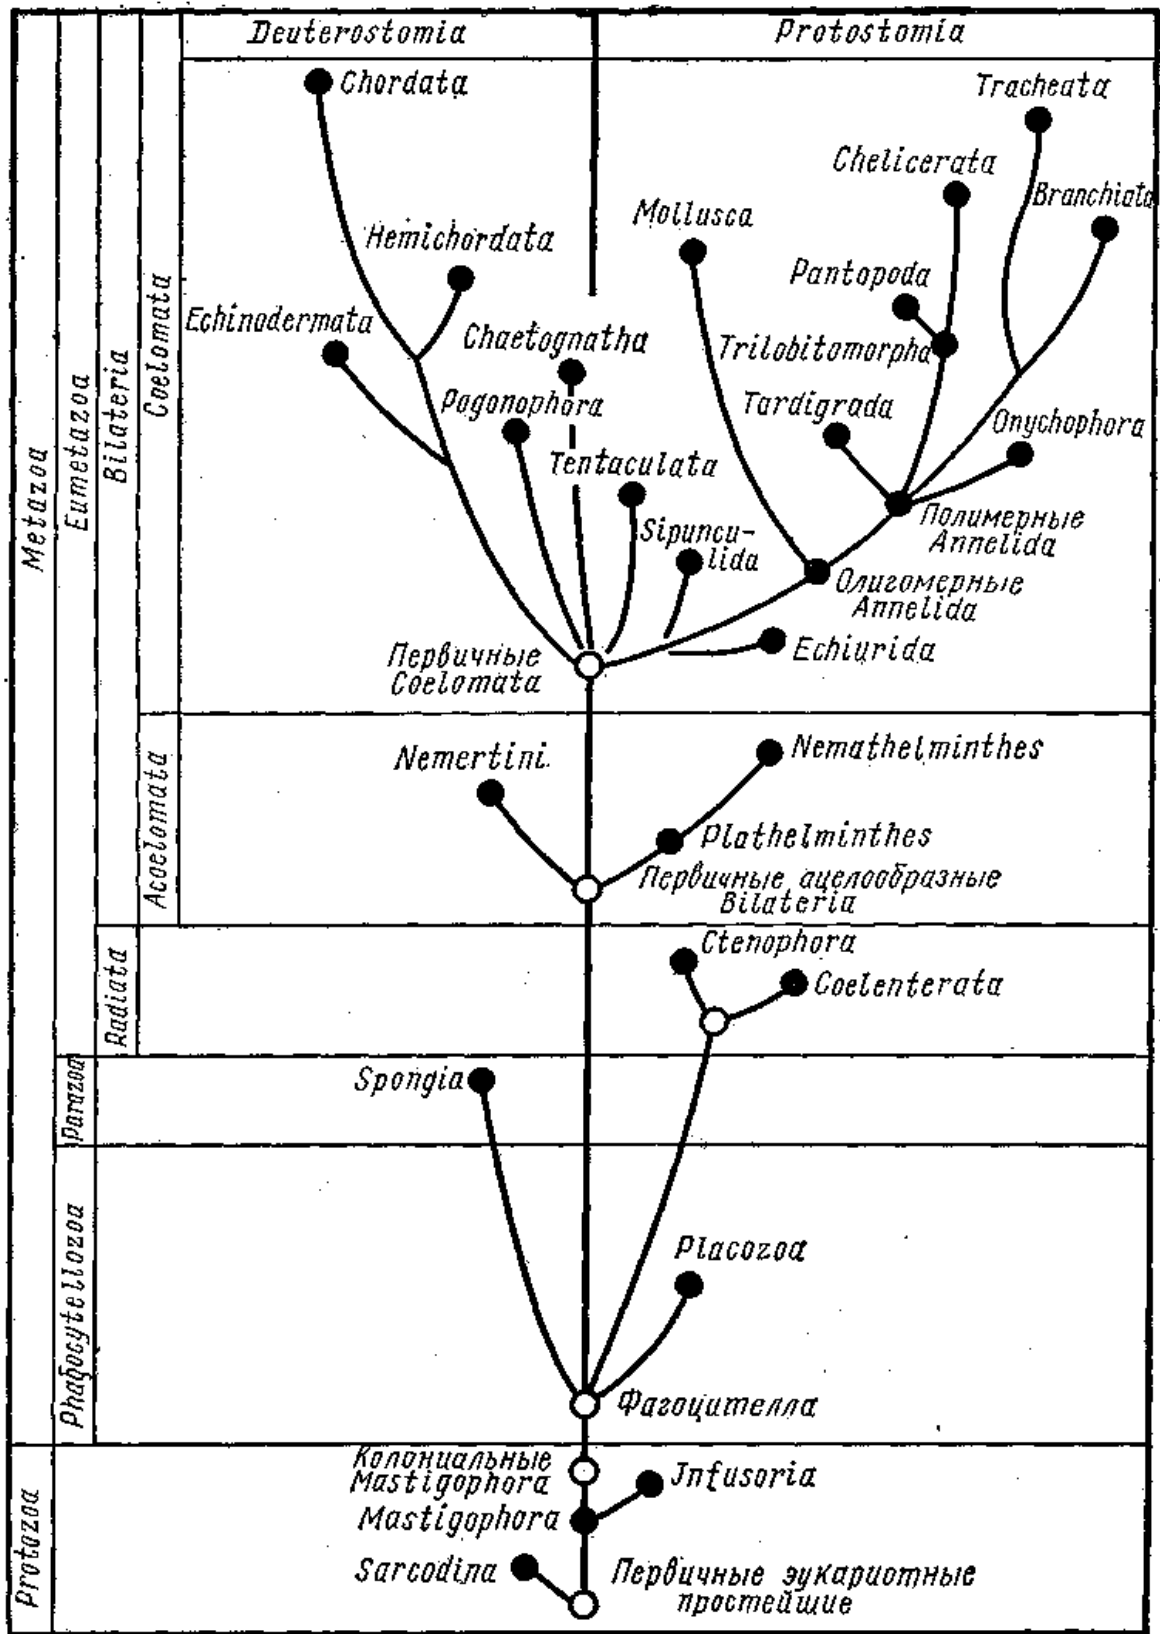 Deuterostomia
Protostomia
Chordata
Tracheata
Chelicerata
Branchiata
Mollusca
Hemichordata
Pantopoda
Echinodermata
Chaetognatha
Trilobitomorpha
Pogonophora
Tardigrada
Onychophora
Tentaculata
Полимерные
Annelida
Sipuncu-
lida
Олигомерные
Annelida
Echiurida
Первичные
Coelomata
Nemertini
Nemathelminthes
Plathelminthes
Первичные ацелообразные
Bilateria
Ctenophora
Coelenterata
Spongia
Placozoa
Фагоцителла
Колониальные
Mastigophora
Infusoria
Mastigophora
Sarcodina
Первичные эукариотные
простейшие
Metazoa
Eumetazoa
Bilateria
Coelomata
Acoelomata
Radiata
Parazoa
Phagocytellozoa
Protozoa